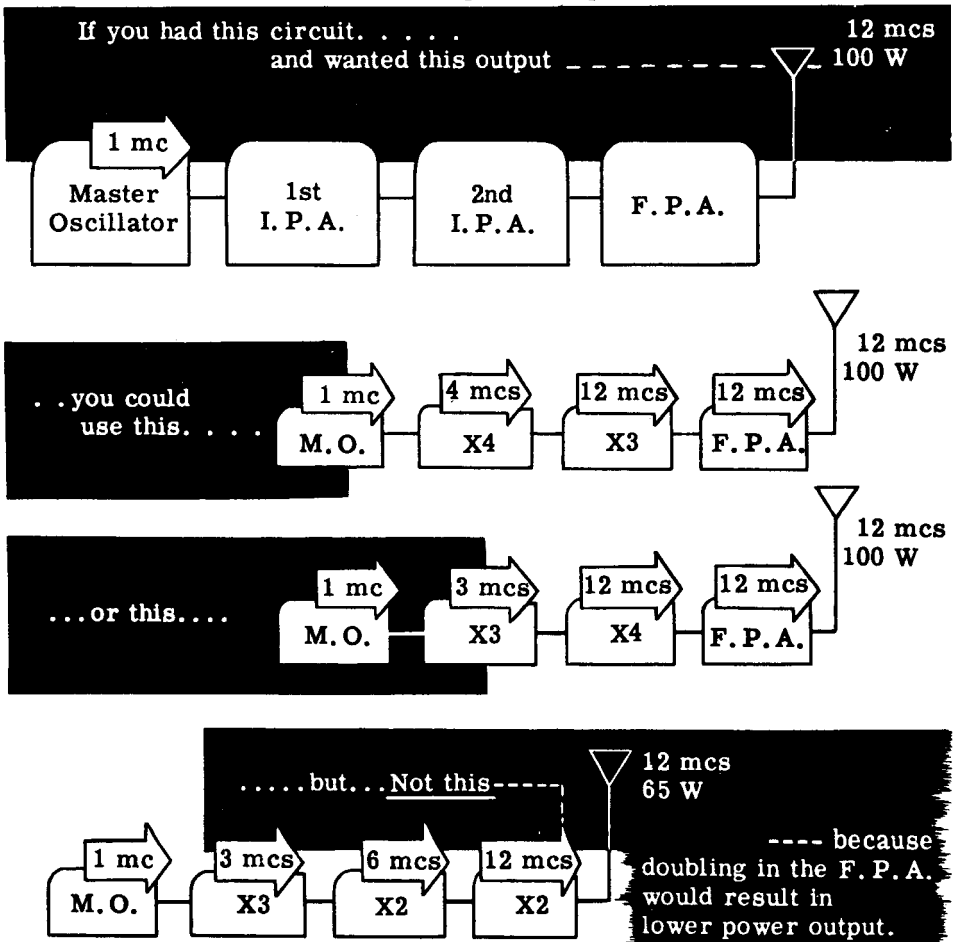 If you had this circuit. . . . .
and wanted this output _ _ _ _ _ _ _ _ _ _ _
12 mcs
100 W
1 mc
Master
Oscillator
1st
I. P. A.
2nd
I. P. A.
F. P. A.
. . you could
use this. . . .
1 mc
M. O.
4 mcs
X4
12 mcs
X3
12 mcs
F. P. A.
12 mcs
100 W
...or this....
1 mc
M. O.
3 mcs
X3
12 mcs
X4
12 mcs
F. P. A.
12 mcs
100 W
.....but...Not this-----
12 mcs
65 W
1 mc
M. O.
3 mcs
X3
6 mcs
X2
12 mcs
X2
---- because
doubling in the F. P. A.
would result in
lower power output.